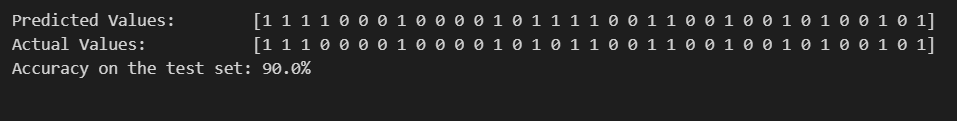 Predicted Values: [1 1 1 1 0 0 0 1 0 0 0 0 1 0 1 1 1 1 0 0 1 1 0 0 1 0 0 1 0 1 0 0 1 0 1]
Actual Values: [1 1 1 0 0 0 0 1 0 0 0 0 1 0 1 0 1 1 0 0 1 1 0 0 1 0 0 1 0 1 0 0 1 0 1]
Accuracy on the test set: 90.0%